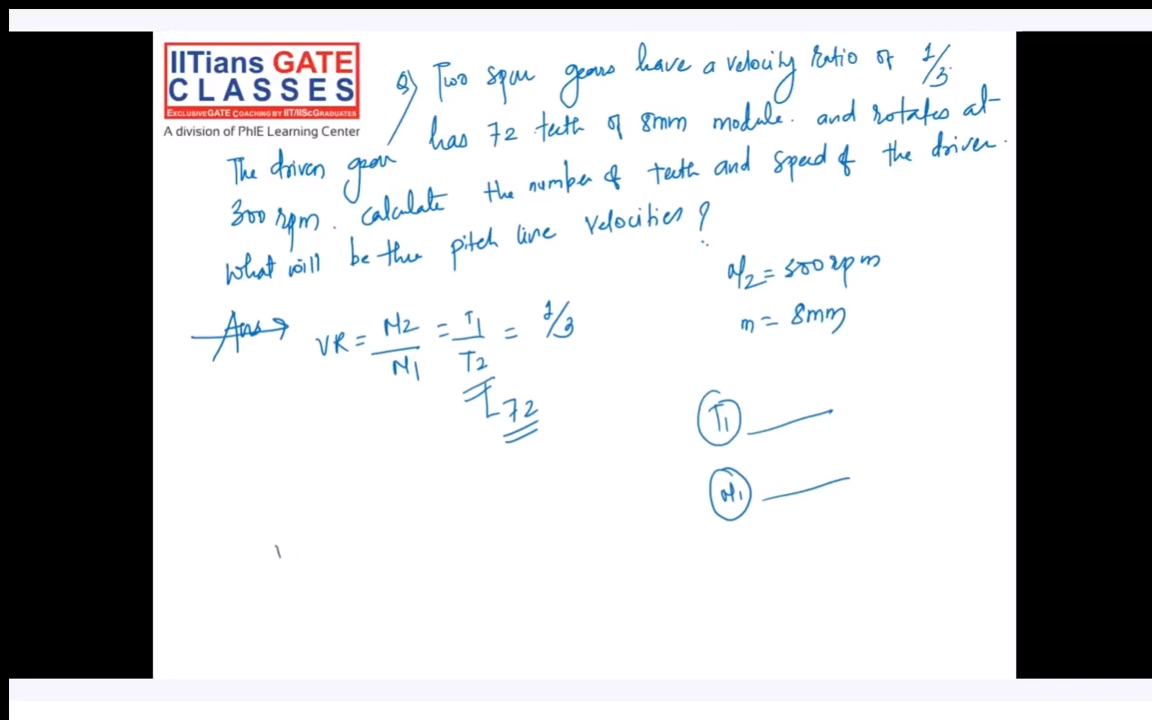 IITians GATE
CLASSES
EXCLUSIVE GATE COACHING BY IIT/IISC GRADUATES
A division of PhIE Learning Center
Q) Two spur gears have a velocity ratio of 1/3.
The driven gear has 72 teeth of 8mm module. and rotates at
300 rpm. calculate the number of teeth and speed of the driver.
What will be the pitch line velocities?
Ans → VR = N2/N1 = T1/T2 = 1/3
72
N2 = 300 rpm
m = 8mm
T1
N1